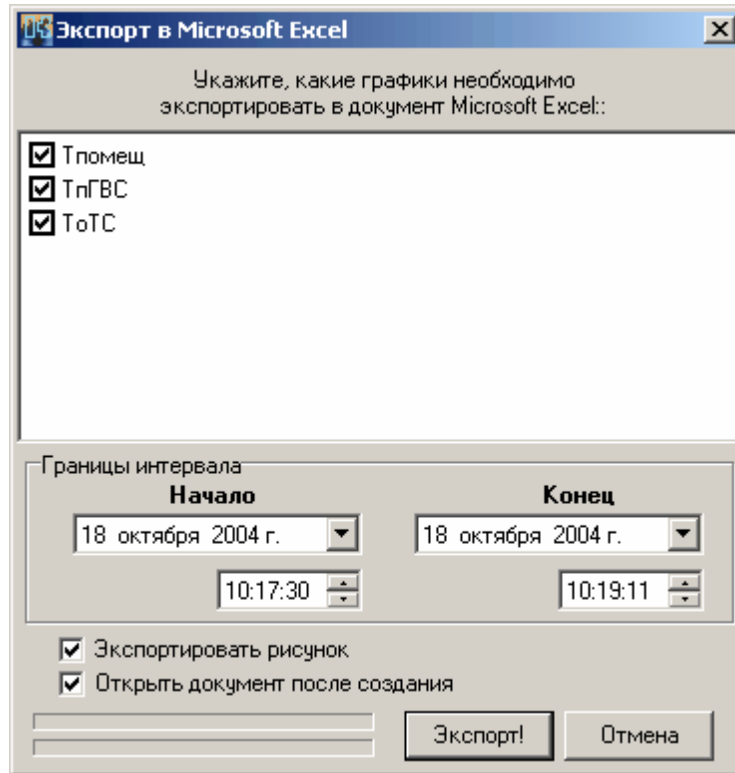 Экспорт в Microsoft Excel
Укажите, какие графики необходимо
экспортировать в документ Microsoft Excel::
Тпомещ
ТпГВС
ТоТС
Границы интервала
Начало Конец
18 октября 2004 г. 18 октября 2004 г.
10:17:30 10:19:11
Экспортировать рисунок
Открыть документ после создания
Экспорт! Отмена